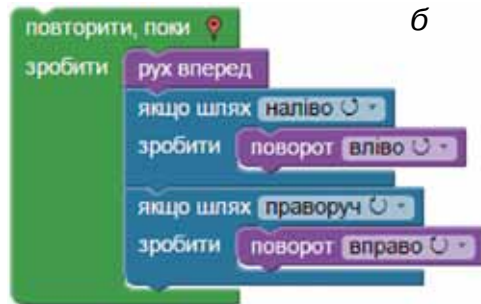 б
повторити, поки
зробити рух вперед
якщо шлях наліво
зробити поворот вліво
якщо шлях праворуч
зробити поворот вправо